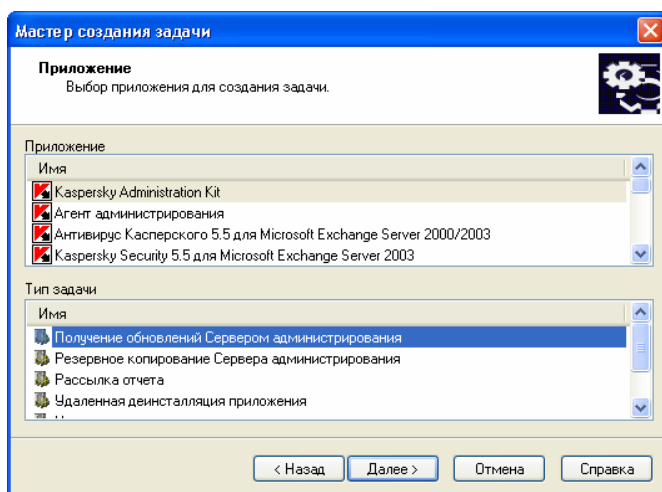 Мастер создания задачи
Приложение
Выбор приложения для создания задачи.
Приложение
Имя
Kaspersky Administration Kit
Агент администрирования
Антивирус Касперского 5.5 для Microsoft Exchange Server 2000/2003
Kaspersky Security 5.5 для Microsoft Exchange Server 2003
Тип задачи
Имя
Получение обновлений Сервером администрирования
Резервное копирование Сервера администрирования
Рассылка отчета
Удаленная деинсталляция приложения
< Назад
Далее >
Отмена
Справка